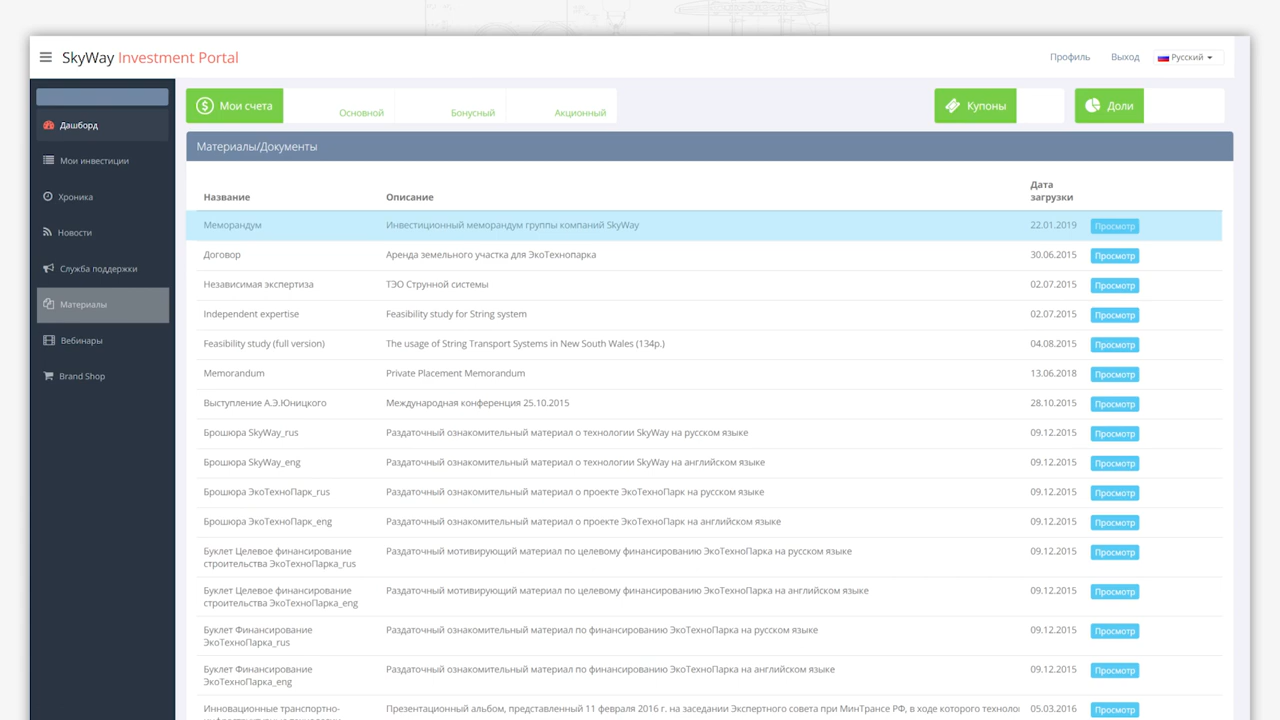 SkyWay Investment Portal
Профиль
Выход
Русский
Мои счета
Основной
Бонусный
Акционный
Купоны
Доли
Дашборд
Мои инвестиции
Хроника
Новости
Служба поддержки
Материалы
Вебинары
Brand Shop
Материалы/Документы
Название Описание Дата
загрузки
Меморандум Инвестиционный меморандум группы компаний SkyWay 22.01.2019 Просмотр
Договор Аренда земельного участка для ЭкоТехнопарка 30.06.2015 Просмотр
Независимая экспертиза ТЭО Струнной системы 02.07.2015 Просмотр
Independent expertise Feasibility study for String system 02.07.2015 Просмотр
Feasibility study (full version) The usage of String Transport Systems in New South Wales (134p.) 04.08.2015 Просмотр
Memorandum Private Placement Memorandum 13.06.2018 Просмотр
Выступление А.Э.Юницкого Международная конференция 25.10.2015 28.10.2015 Просмотр
Брошюра SkyWay_rus Раздаточный ознакомительный материал о технологии SkyWay на русском языке 09.12.2015 Просмотр
Брошюра SkyWay_eng Раздаточный ознакомительный материал о технологии SkyWay на английском языке 09.12.2015 Просмотр
Брошюра ЭкоТехноПарк_rus Раздаточный ознакомительный материал о проекте ЭкоТехноПарк на русском языке 09.12.2015 Просмотр
Брошюра ЭкоТехноПарк_eng Раздаточный ознакомительный материал о проекте ЭкоТехноПарк на английском языке 09.12.2015 Просмотр
Буклет Целевое финансирование Раздаточный мотивирующий материал по целевому финансированию ЭкоТехноПарка на русском языке 09.12.2015 Просмотр
строительства ЭкоТехноПарка_rus
Буклет Целевое финансирование Раздаточный мотивирующий материал по целевому финансированию ЭкоТехноПарка на английском языке 09.12.2015 Просмотр
строительства ЭкоТехноПарка_eng
Буклет Финансирование Раздаточный ознакомительный материал по финансированию ЭкоТехноПарка на русском языке 09.12.2015 Просмотр
ЭкоТехноПарка_rus
Буклет Финансирование Раздаточный ознакомительный материал по финансированию ЭкоТехноПарка на английском языке 09.12.2015 Просмотр
ЭкоТехноПарка_eng
Инновационные транспортно- Презентационный альбом, представленный 11 февраля 2016 г. на заседании Экспертного совета при МинТрансе РФ, в ходе которого техноло 05.03.2016 Просмотр